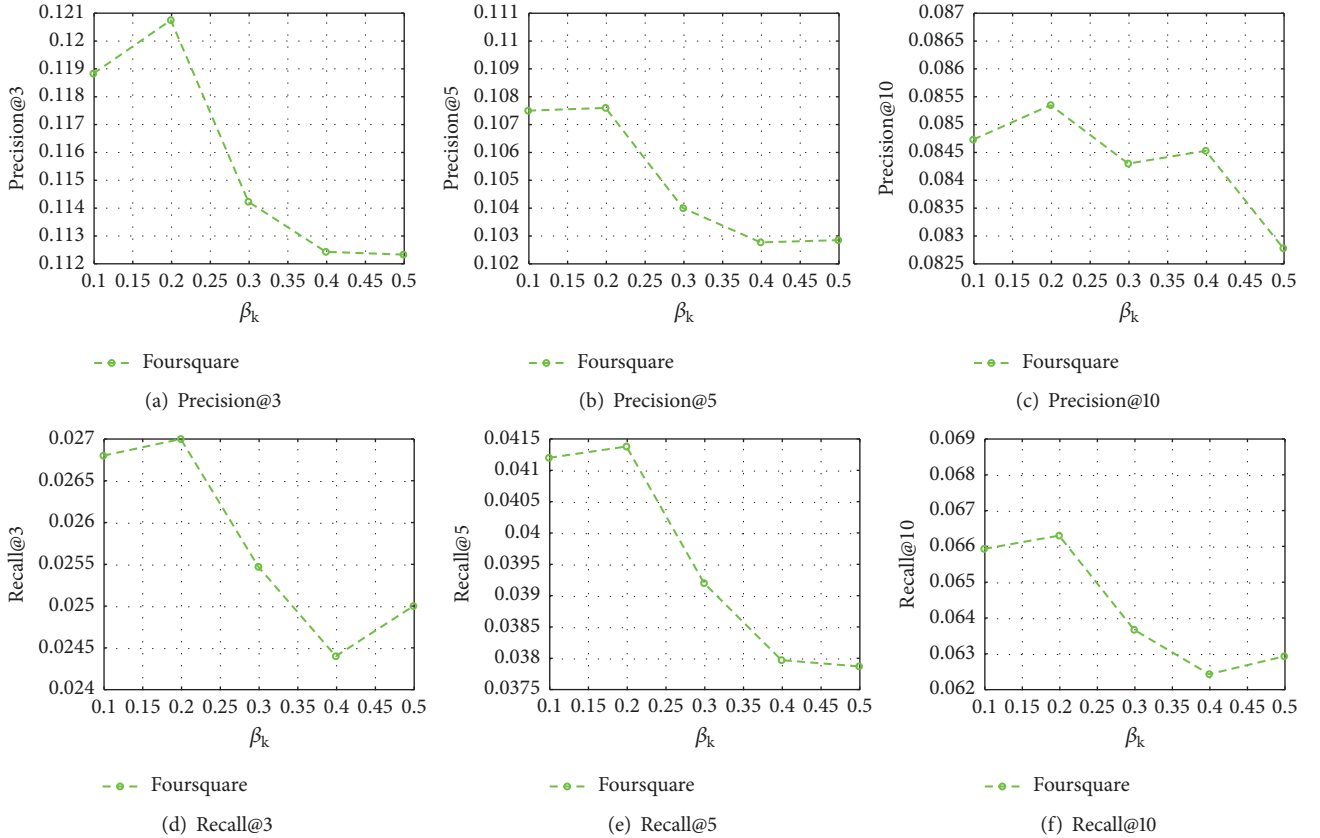 Precision@3
0.121
0.12
0.119
0.118
0.117
0.116
0.115
0.114
0.113
0.112
0.1 0.15 0.2 0.25 0.3 0.35 0.4 0.45 0.5
βk
Foursquare
(a) Precision@3
Precision@5
0.111
0.11
0.109
0.108
0.107
0.106
0.105
0.104
0.103
0.102
0.1 0.15 0.2 0.25 0.3 0.35 0.4 0.45 0.5
βk
Foursquare
(b) Precision@5
Precision@10
0.087
0.0865
0.086
0.0855
0.085
0.0845
0.084
0.0835
0.083
0.0825
0.1 0.15 0.2 0.25 0.3 0.35 0.4 0.45 0.5
βk
Foursquare
(c) Precision@10
Recall@3
0.027
0.0265
0.026
0.0255
0.025
0.0245
0.024
0.1 0.15 0.2 0.25 0.3 0.35 0.4 0.45 0.5
βk
Foursquare
(d) Recall@3
Recall@5
0.0415
0.041
0.0405
0.04
0.0395
0.039
0.0385
0.038
0.0375
0.1 0.15 0.2 0.25 0.3 0.35 0.4 0.45 0.5
βk
Foursquare
(e) Recall@5
Recall@10
0.069
0.068
0.067
0.066
0.065
0.064
0.063
0.062
0.1 0.15 0.2 0.25 0.3 0.35 0.4 0.45 0.5
βk
Foursquare
(f) Recall@10